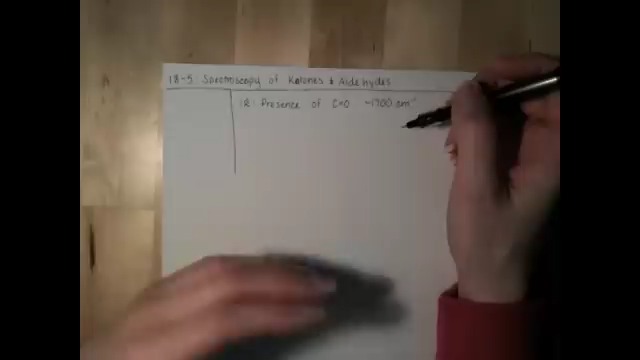 18-5: Spectroscopy of Ketones & Aldehydes
IR: Presence of C=O ~1700 cm⁻¹